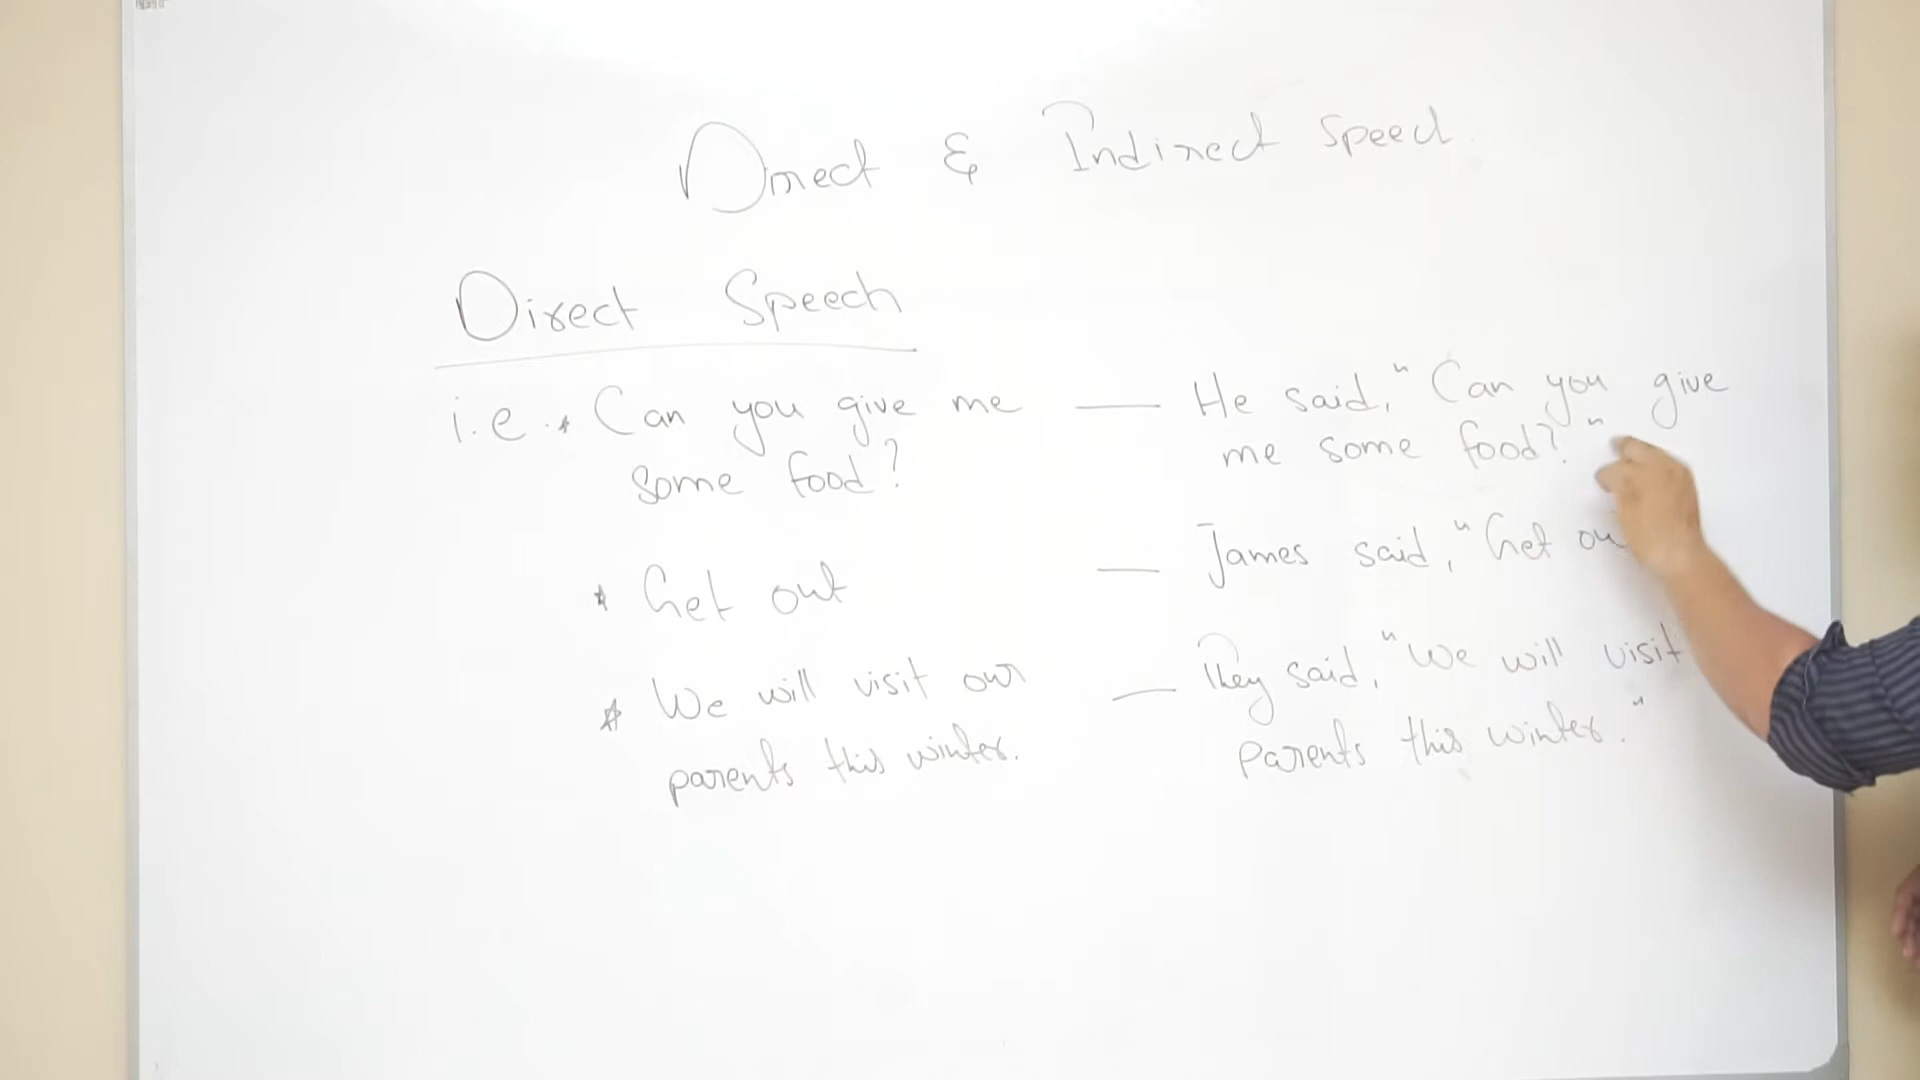 Direct & Indirect Speech
Direct Speech
i.e. * Can you give me — He said, "Can you give
some food? me some food?"
* Get out — James said, "Get ou
* We will visit our — They said, "We will visit
parents this winter. parents this winter."